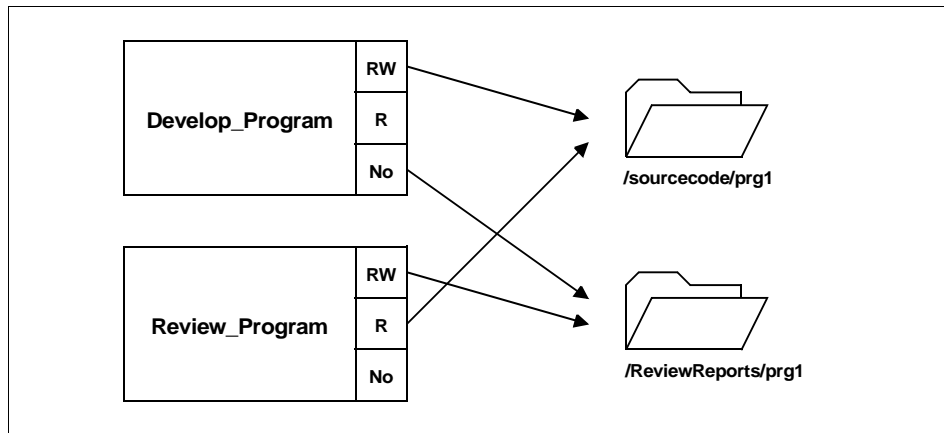 RW
Develop_Program
R
No
/sourcecode/prg1
RW
Review_Program
R
No
/ReviewReports/prg1